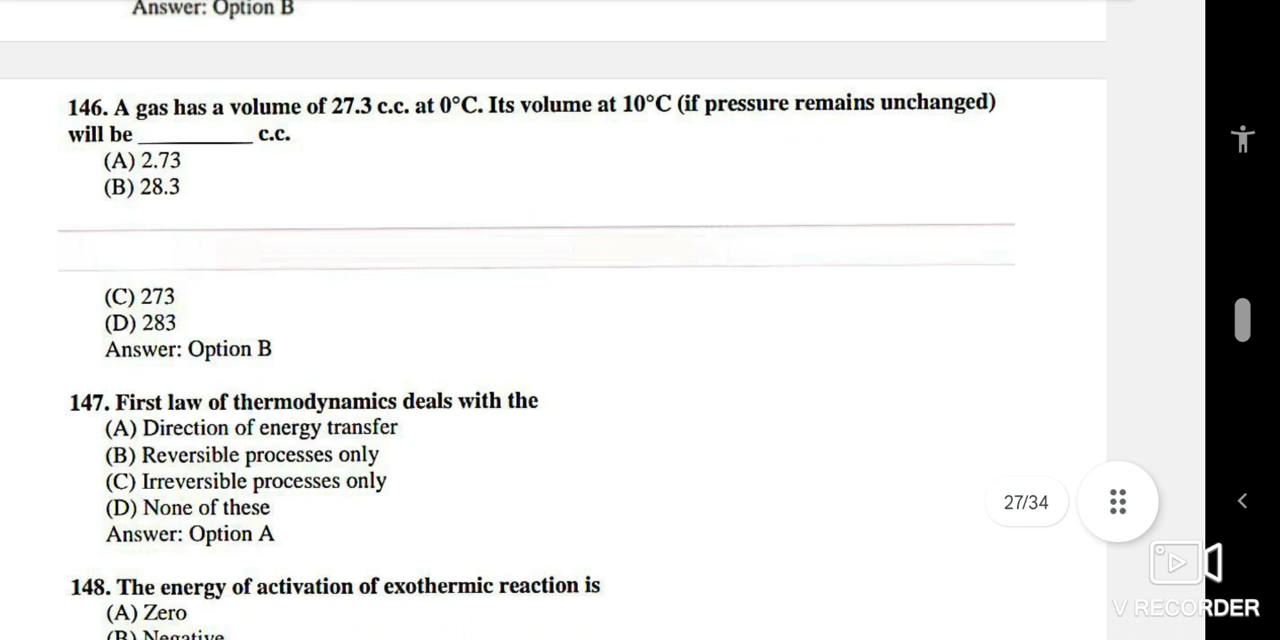 Answer: Option B
146. A gas has a volume of 27.3 c.c. at 0°C. Its volume at 10°C (if pressure remains unchanged)
will be __________ c.c.
(A) 2.73
(B) 28.3
(C) 273
(D) 283
Answer: Option B
147. First law of thermodynamics deals with the
(A) Direction of energy transfer
(B) Reversible processes only
(C) Irreversible processes only
(D) None of these
Answer: Option A
27/34
148. The energy of activation of exothermic reaction is
(A) Zero
(B) Negative
V RECORDER